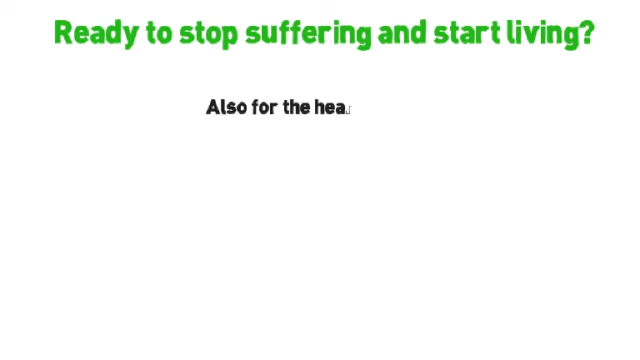 Ready to stop suffering and start living?
Also for the hea